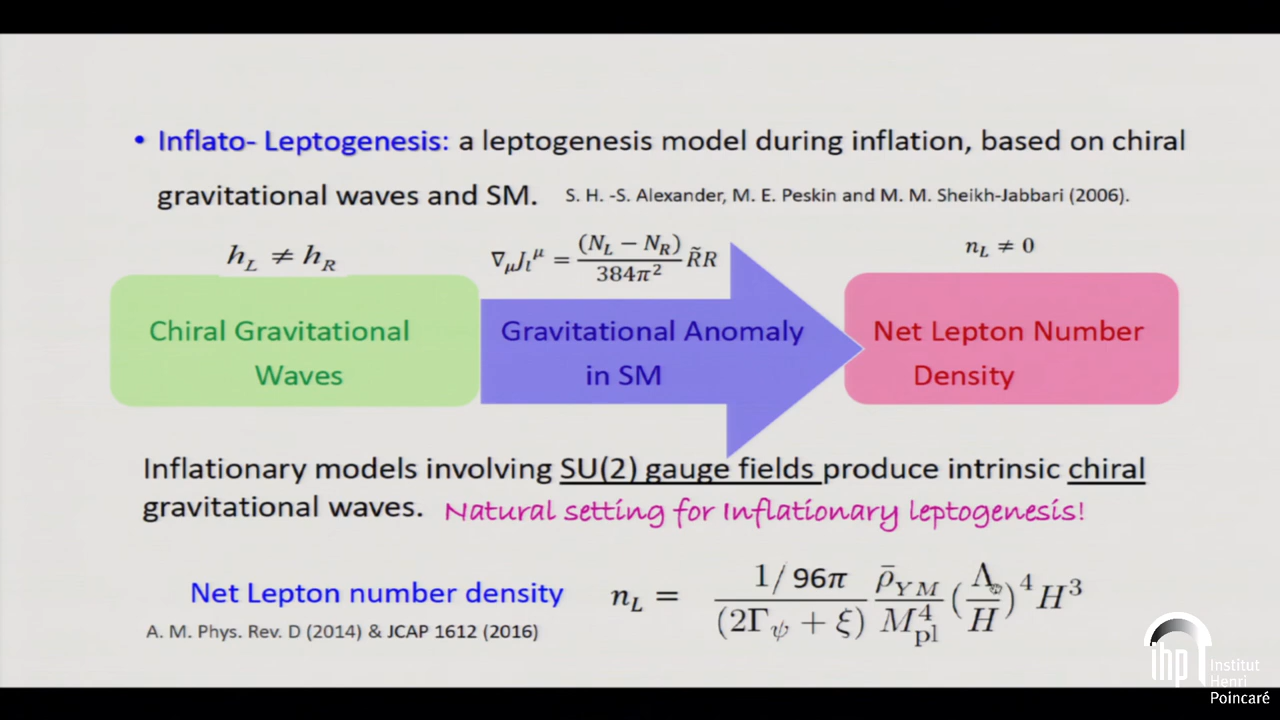 • Inflato- Leptogenesis: a leptogenesis model during inflation, based on chiral
gravitational waves and SM. S. H. -S. Alexander, M. E. Peskin and M. M. Sheikh-Jabbari (2006).
h_L ≠ h_R
∇_μ J_l^μ = (N_L − N_R)/384π² R̃R
n_L ≠ 0
Chiral Gravitational
Waves
Gravitational Anomaly
in SM
Net Lepton Number
Density
Inflationary models involving SU(2) gauge fields produce intrinsic chiral
gravitational waves. Natural setting for Inflationary leptogenesis!
Net Lepton number density n_L = (1/96π)/(2Γ_ψ + ξ) ρ̄_YM/M_pl^4 (Λ/H)^4 H^3
A. M. Phys. Rev. D (2014) & JCAP 1612 (2016)
ihp Institut
Henri
Poincaré